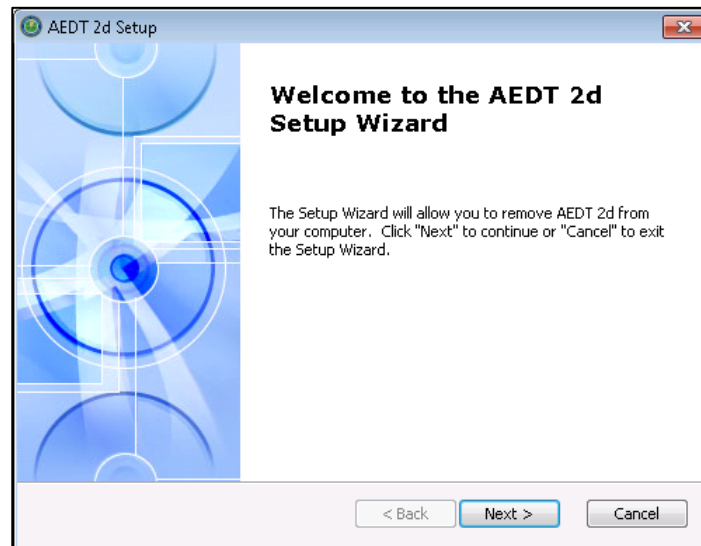 AEDT 2d Setup
Welcome to the AEDT 2d
Setup Wizard
The Setup Wizard will allow you to remove AEDT 2d from
your computer.  Click "Next" to continue or "Cancel" to exit
the Setup Wizard.
< Back  Next >  Cancel